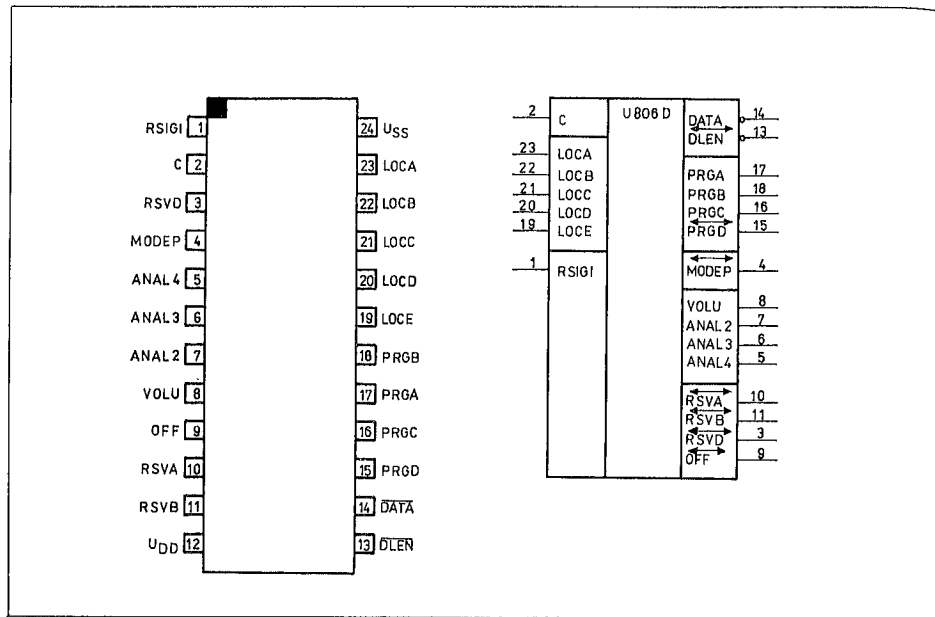 RSIGI 1
C 2
RSVD 3
MODEP 4
ANAL4 5
ANAL3 6
ANAL2 7
VOLU 8
OFF 9
RSVA 10
RSVB 11
UDD 12
24 USS
23 LOCA
22 LOCB
21 LOCC
20 LOCD
19 LOCE
18 PRGB
17 PRGA
16 PRGC
15 PRGD
14 DATA
13 DLEN
U806D
2 C
23 LOCA
22 LOCB
21 LOCC
20 LOCD
19 LOCE
1 RSIGI
DATA 14
DLEN 13
PRGA 17
PRGB 18
PRGC 16
PRGD 15
MODEP 4
VOLU 8
ANAL2 7
ANAL3 6
ANAL4 5
RSVA 10
RSVB 11
RSVD 3
OFF 9